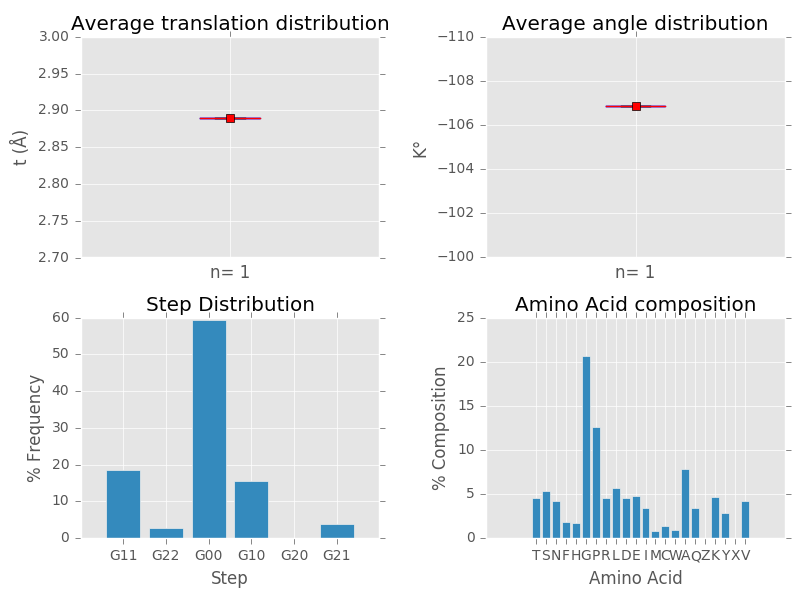 Average translation distribution
3.00
2.95
2.90
2.85
2.80
2.75
2.70
t (Å)
n= 1
Average angle distribution
−110
−108
−106
−104
−102
−100
K°
n= 1
Step Distribution
60
50
40
30
20
10
0
% Frequency
G11 G22 G00 G10 G20 G21
Step
Amino Acid composition
25
20
15
10
5
0
% Composition
T S N F H G P R L D E I M C W A Q Z K Y X V
Amino Acid